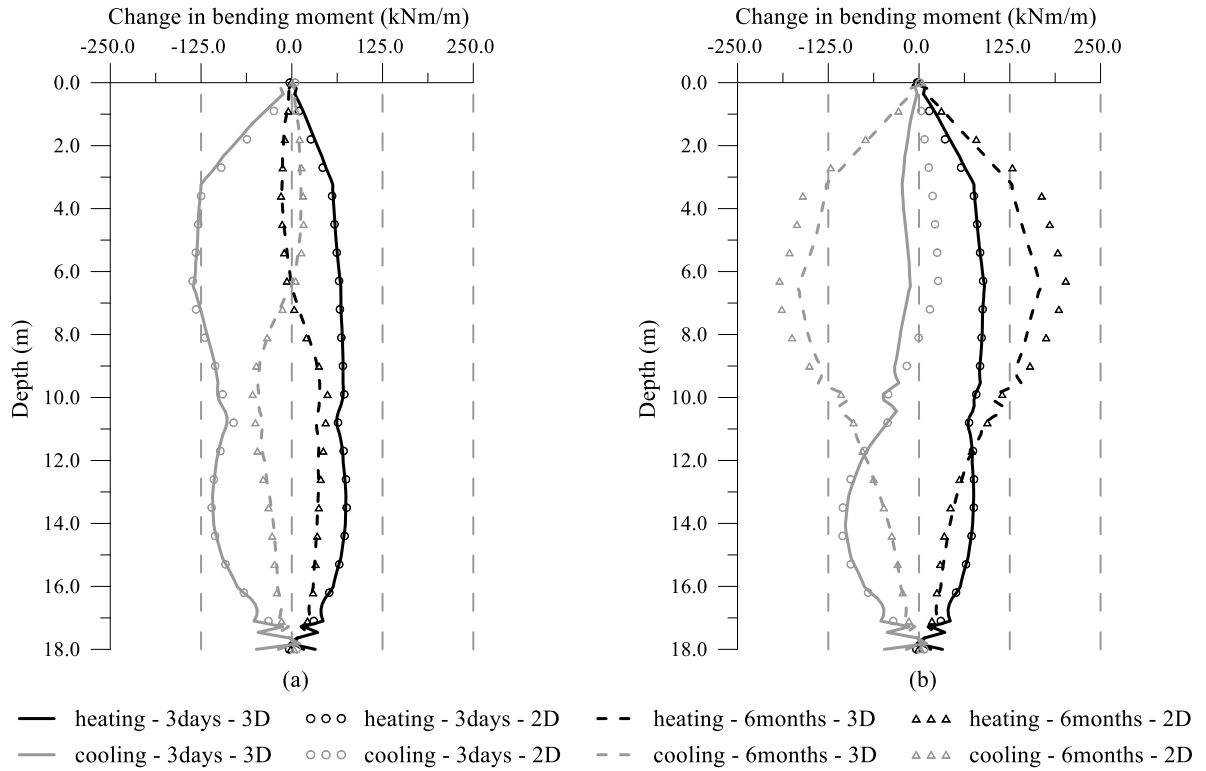 Change in bending moment (kNm/m)
-250.0 -125.0 0.0 125.0 250.0
0.0
2.0
4.0
6.0
8.0
10.0
12.0
14.0
16.0
18.0
Depth (m)
(a)
Change in bending moment (kNm/m)
-250.0 -125.0 0.0 125.0 250.0
0.0
2.0
4.0
6.0
8.0
10.0
12.0
14.0
16.0
18.0
Depth (m)
(b)
heating - 3days - 3D heating - 3days - 2D heating - 6months - 3D heating - 6months - 2D
cooling - 3days - 3D cooling - 3days - 2D cooling - 6months - 3D cooling - 6months - 2D